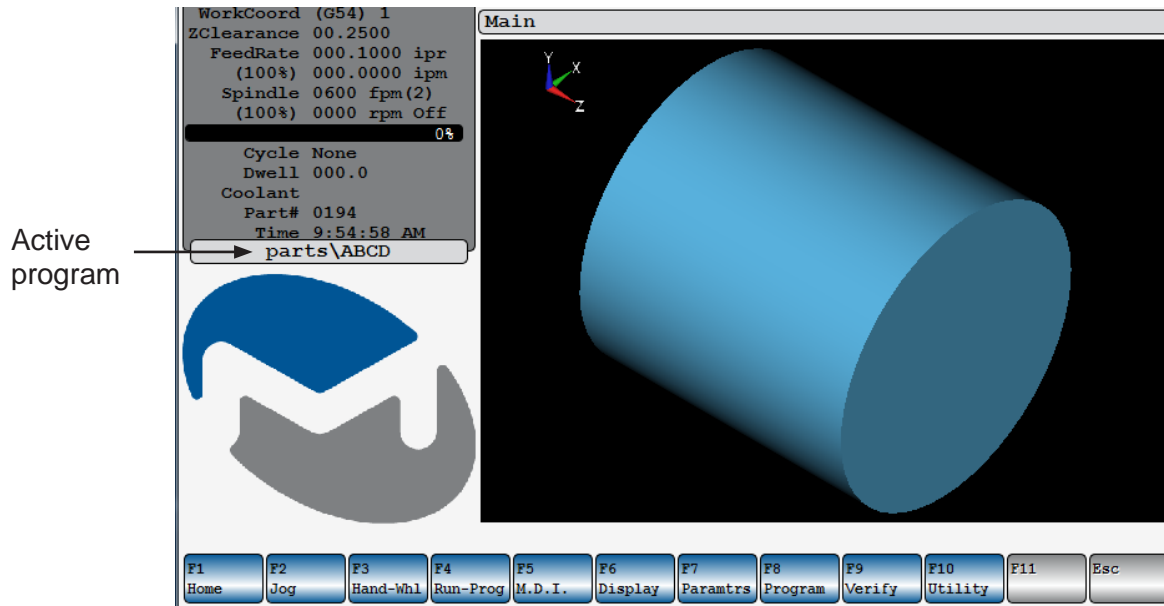 WorkCoord (G54) 1
ZClearance 00.2500
FeedRate 000.1000 ipr
(100%) 000.0000 ipm
Spindle 0600 fpm(2)
(100%) 0000 rpm Off
0%
Cycle None
Dwell 000.0
Coolant
Part# 0194
Time 9:54:58 AM
parts\ABCD
Active
program
Main
Y
X
Z
F1 F2 F3 F4 F5 F6 F7 F8 F9 F10 F11 Esc
Home Jog Hand-Whl Run-Prog M.D.I. Display Paramtrs Program Verify Utility